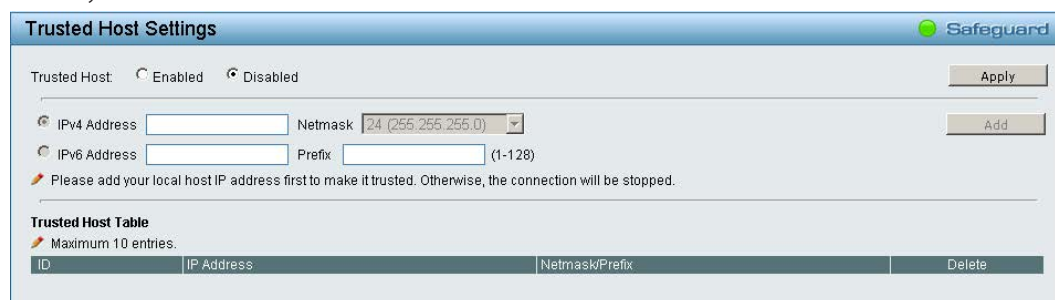 Trusted Host Settings Safeguard
Trusted Host: Enabled Disabled Apply
IPv4 Address Netmask 24 (255.255.255.0) Add
IPv6 Address Prefix (1-128)
Please add your local host IP address first to make it trusted. Otherwise, the connection will be stopped.
Trusted Host Table
Maximum 10 entries.
ID IP Address Netmask/Prefix Delete